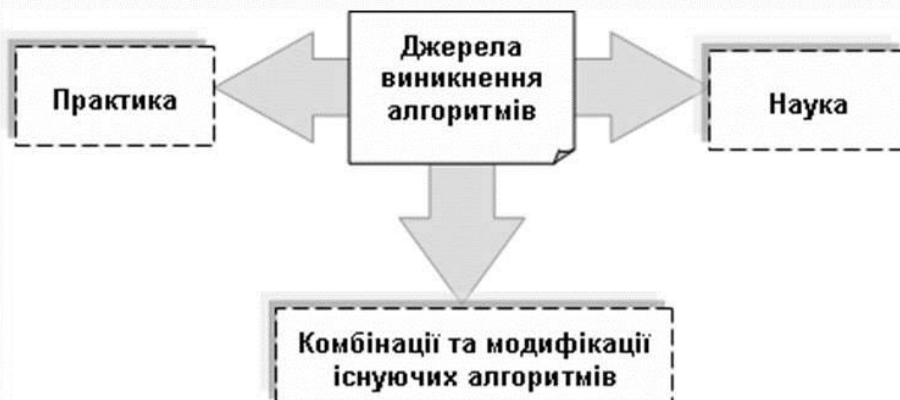 Джерела
виникнення
алгоритмів
Практика
Наука
Комбінації та модифікації
існуючих алгоритмів